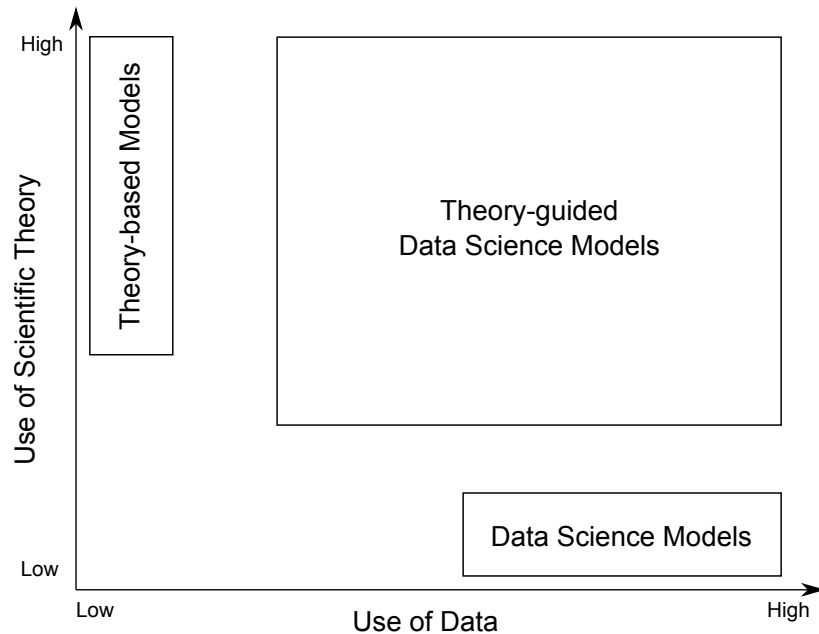 High
Use of Scientific Theory
Theory-based Models
Theory-guided
Data Science Models
Data Science Models
Low
Low
Use of Data
High